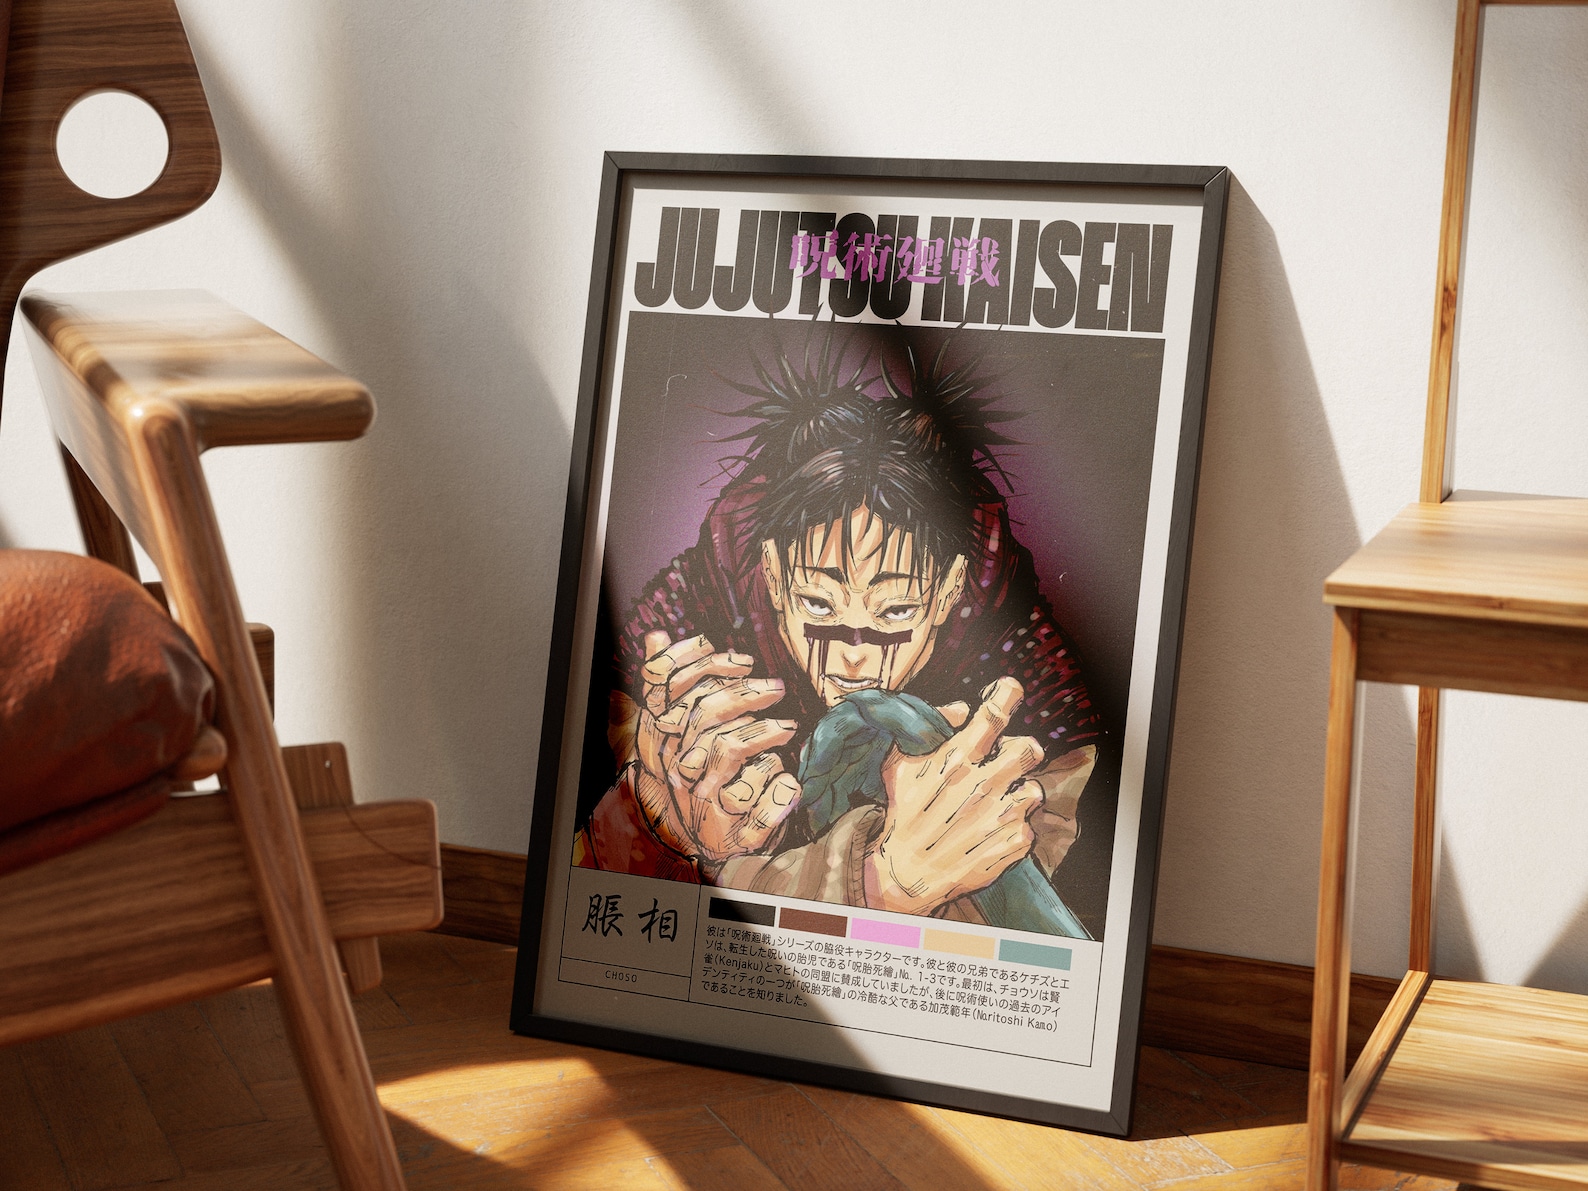 JUJUTSU KAISEN
呪術廻戦
脹相
CHOSO
彼は「呪術廻戦」シリーズの脇役キャラクターです。彼と彼の兄弟であるケチズとエ
ソは、転生した呪いの胎児である「呪胎死繪」No. 1-3です。最初は、チョウソは賢
雀(Kenjaku)とマヒトの同盟に賛成していましたが、後に呪術使いの過去のアイ
デンティティの一つが「呪胎死繪」の冷酷な父である加茂範年(Naritoshi Kamo)
であることを知りました。